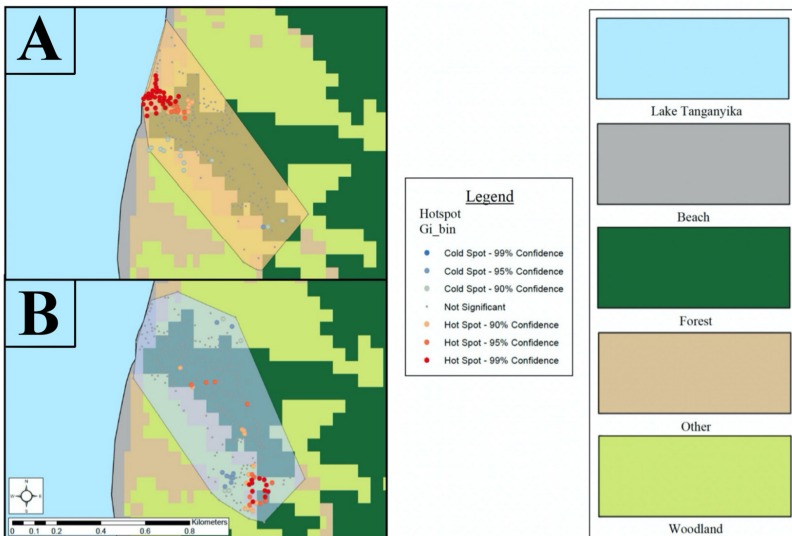 A
B
N
W
E
S
Kilometers
0 0.1 0.2 0.4 0.6 0.8
Legend
Hotspot
Gi_bin
Cold Spot - 99% Confidence
Cold Spot - 95% Confidence
Cold Spot - 90% Confidence
Not Significant
Hot Spot - 90% Confidence
Hot Spot - 95% Confidence
Hot Spot - 99% Confidence
Lake Tanganyika
Beach
Forest
Other
Woodland